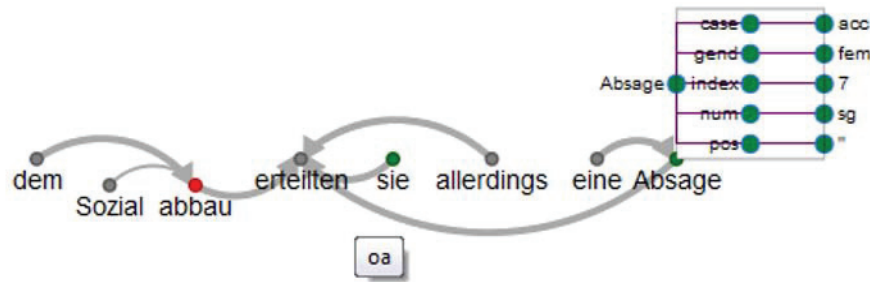 case acc
gend fem
Absage index 7
num sg
pos "
dem erteilten sie allerdings eine Absage
Sozial abbau
oa